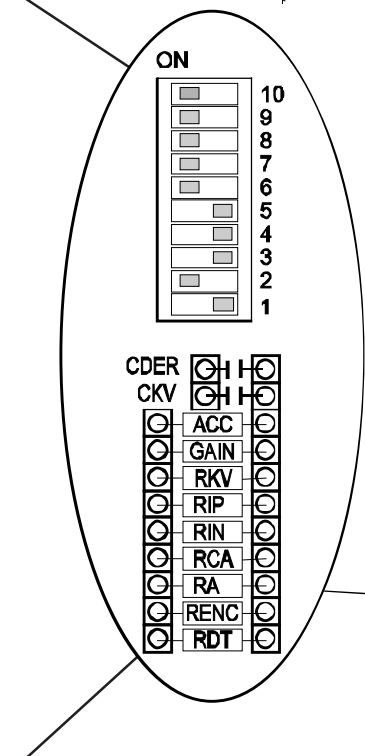 ON
10
9
8
7
6
5
4
3
2
1
CDER
CKV
ACC
GAIN
RKV
RIP
RIN
RCA
RA
RENC
RDT